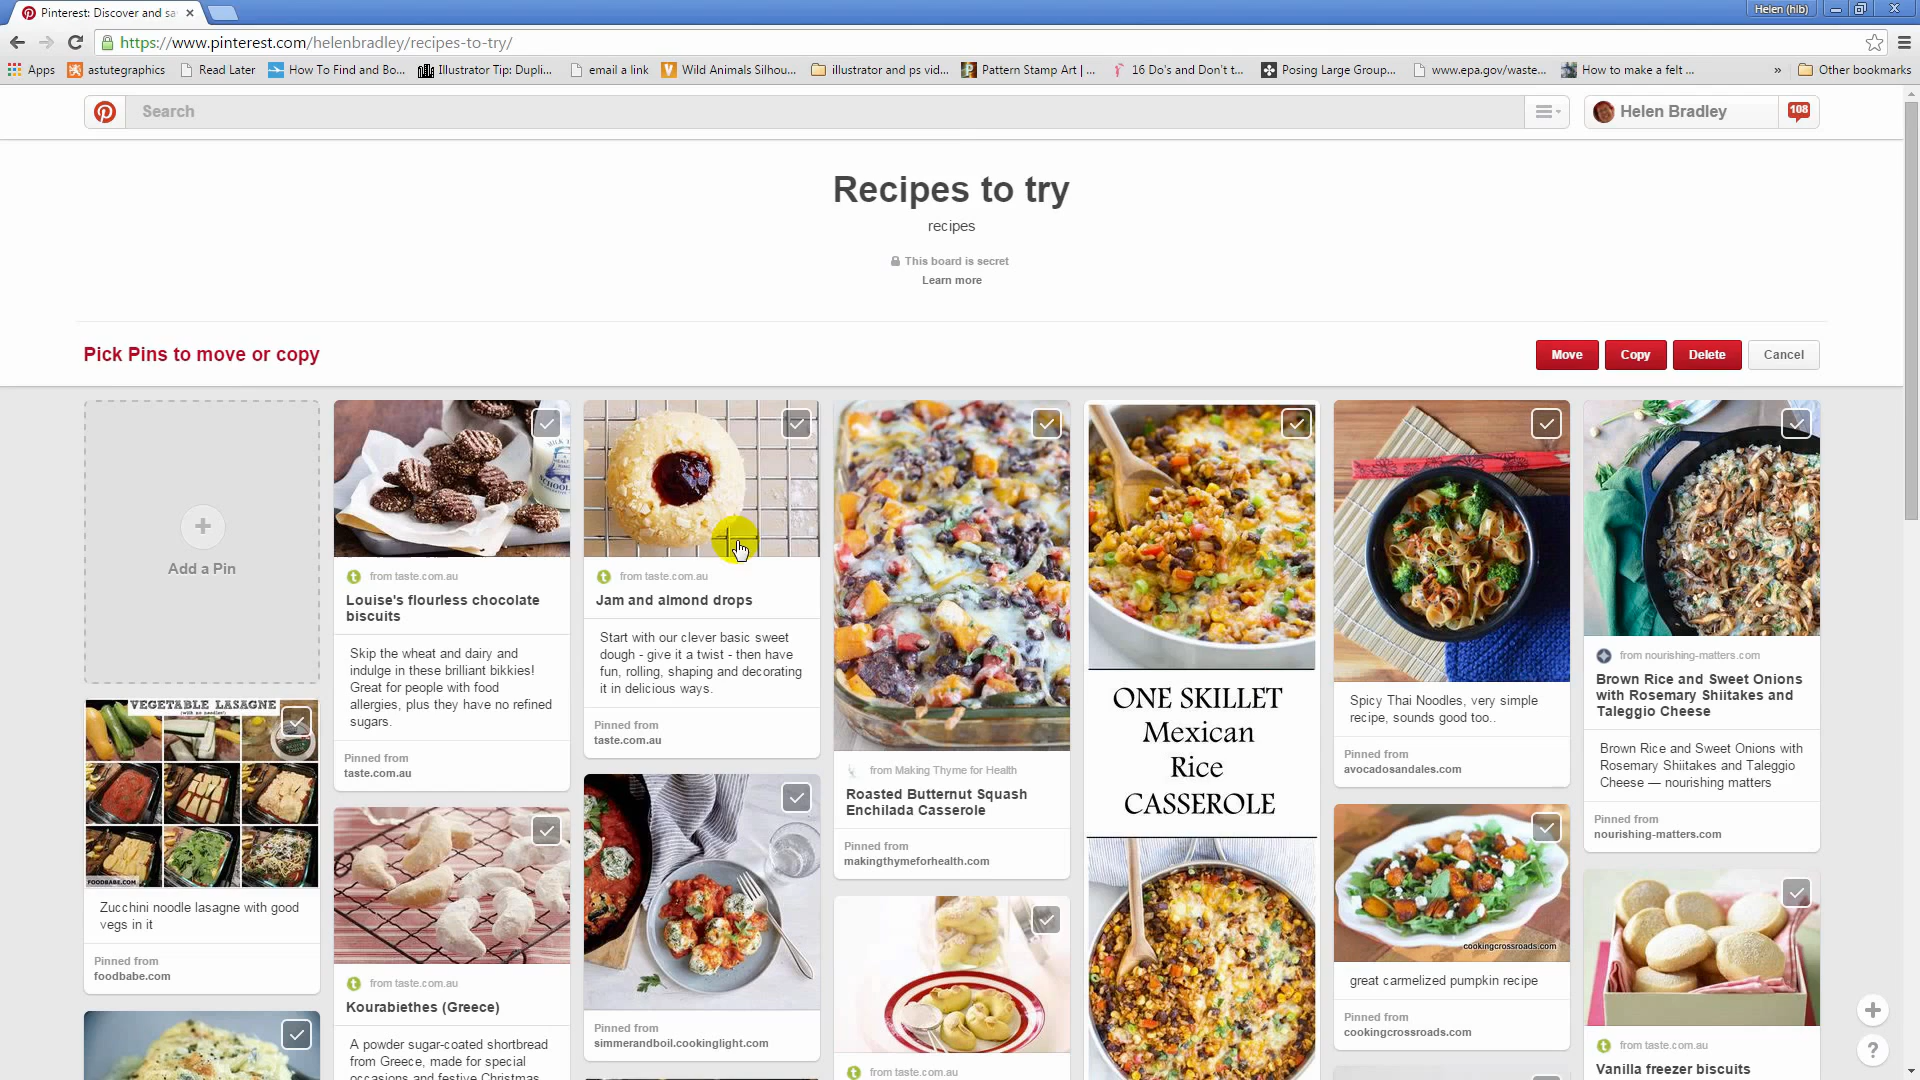 Pinterest: Discover and sa
Helen (hlb)
https://www.pinterest.com/helenbradley/recipes-to-try/
Apps
astutegraphics
Read Later
How To Find and Bo...
Illustrator Tip: Dupli...
email a link
Wild Animals Silhou...
illustrator and ps vid...
Pattern Stamp Art | ...
16 Do's and Don't t...
Posing Large Group...
www.epa.gov/waste...
How to make a felt ...
»
Other bookmarks
Search
Helen Bradley
108
Recipes to try
recipes
This board is secret
Learn more
Pick Pins to move or copy
Move
Copy
Delete
Cancel
Add a Pin
VEGETABLE LASAGNE
(with no noodles!)
FOODBABE.COM
Zucchini noodle lasagne with good
vegs in it
Pinned from
foodbabe.com
from taste.com.au
Louise's flourless chocolate
biscuits
Skip the wheat and dairy and
indulge in these brilliant bikkies!
Great for people with food
allergies, plus they have no refined
sugars.
Pinned from
taste.com.au
from taste.com.au
Kourabiethes (Greece)
A powder sugar-coated shortbread
from Greece, made for special
occasions and festive Christmas
from taste.com.au
Jam and almond drops
Start with our clever basic sweet
dough - give it a twist - then have
fun, rolling, shaping and decorating
it in delicious ways.
Pinned from
taste.com.au
Pinned from
simmerandboil.cookinglight.com
from Making Thyme for Health
Roasted Butternut Squash
Enchilada Casserole
Pinned from
makingthymeforhealth.com
from taste.com.au
ONE SKILLET
Mexican
Rice
CASSEROLE
Spicy Thai Noodles, very simple
recipe, sounds good too..
Pinned from
avocadosandales.com
cookingcrossroads.com
great carmelized pumpkin recipe
Pinned from
cookingcrossroads.com
from nourishing-matters.com
Brown Rice and Sweet Onions
with Rosemary Shiitakes and
Taleggio Cheese
Brown Rice and Sweet Onions with
Rosemary Shiitakes and Taleggio
Cheese — nourishing matters
Pinned from
nourishing-matters.com
from taste.com.au
Vanilla freezer biscuits
?